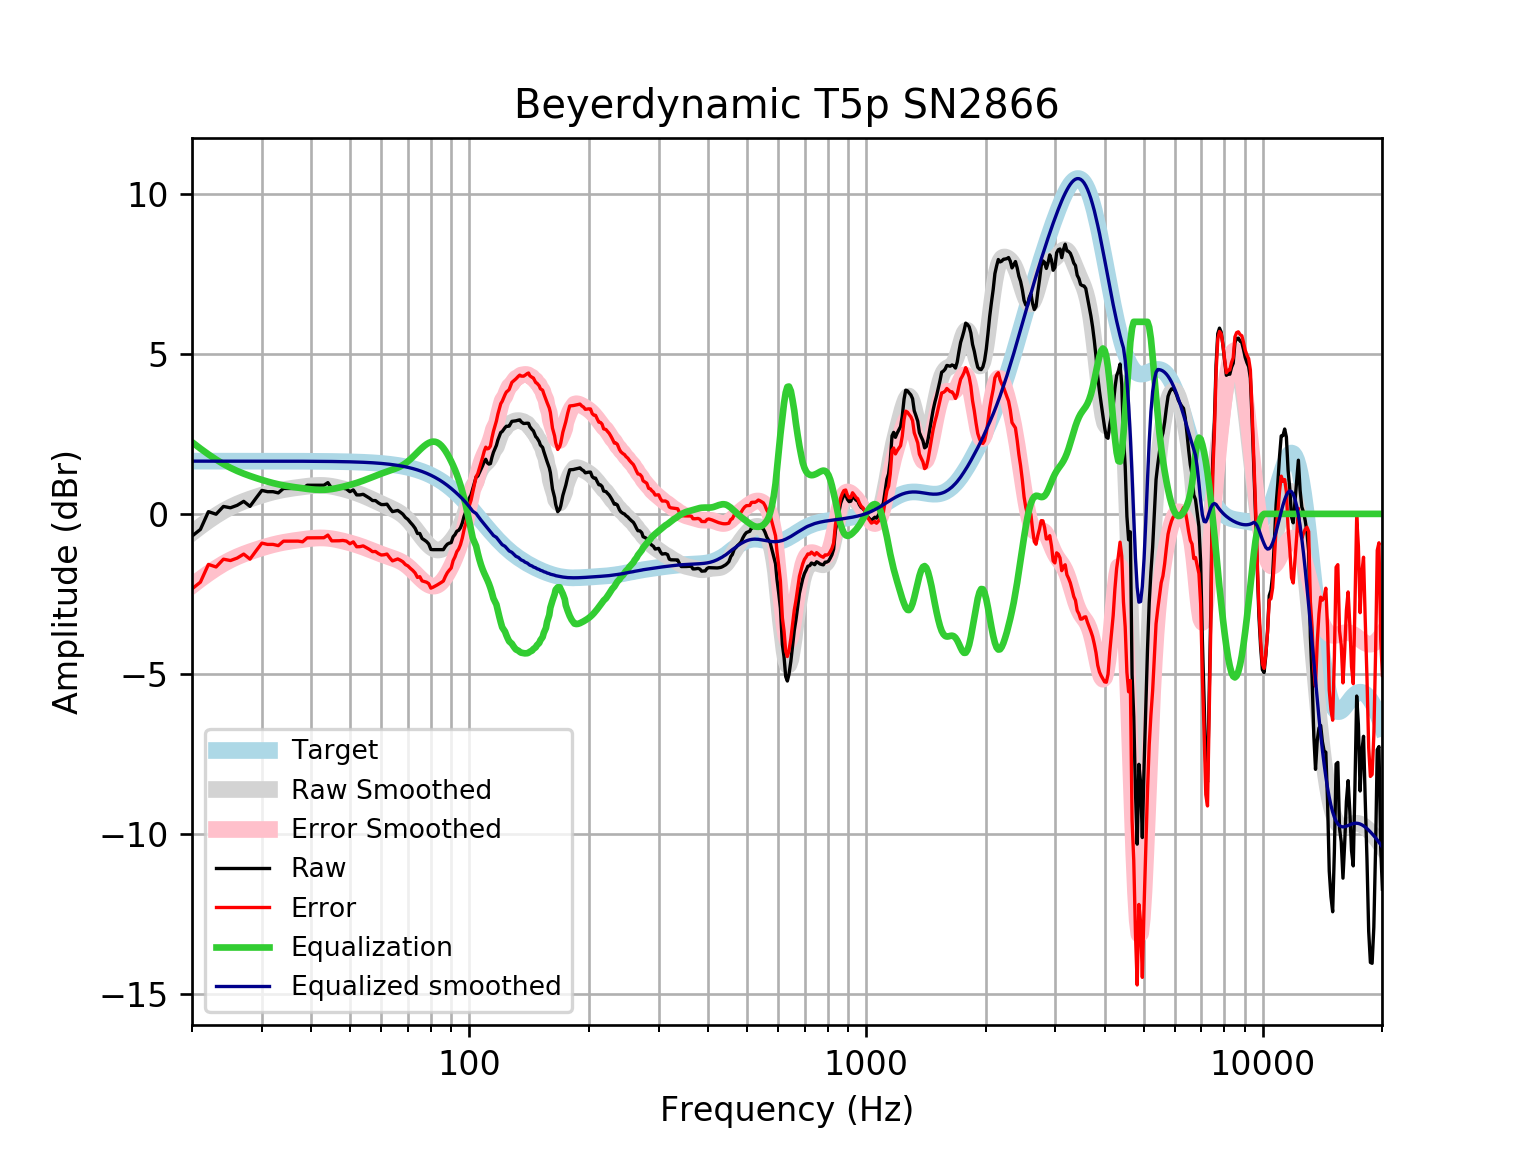 Beyerdynamic T5p SN2866
10
5
0
−5
−10
−15
Amplitude (dBr)
Target
Raw Smoothed
Error Smoothed
Raw
Error
Equalization
Equalized smoothed
100
1000
10000
Frequency (Hz)